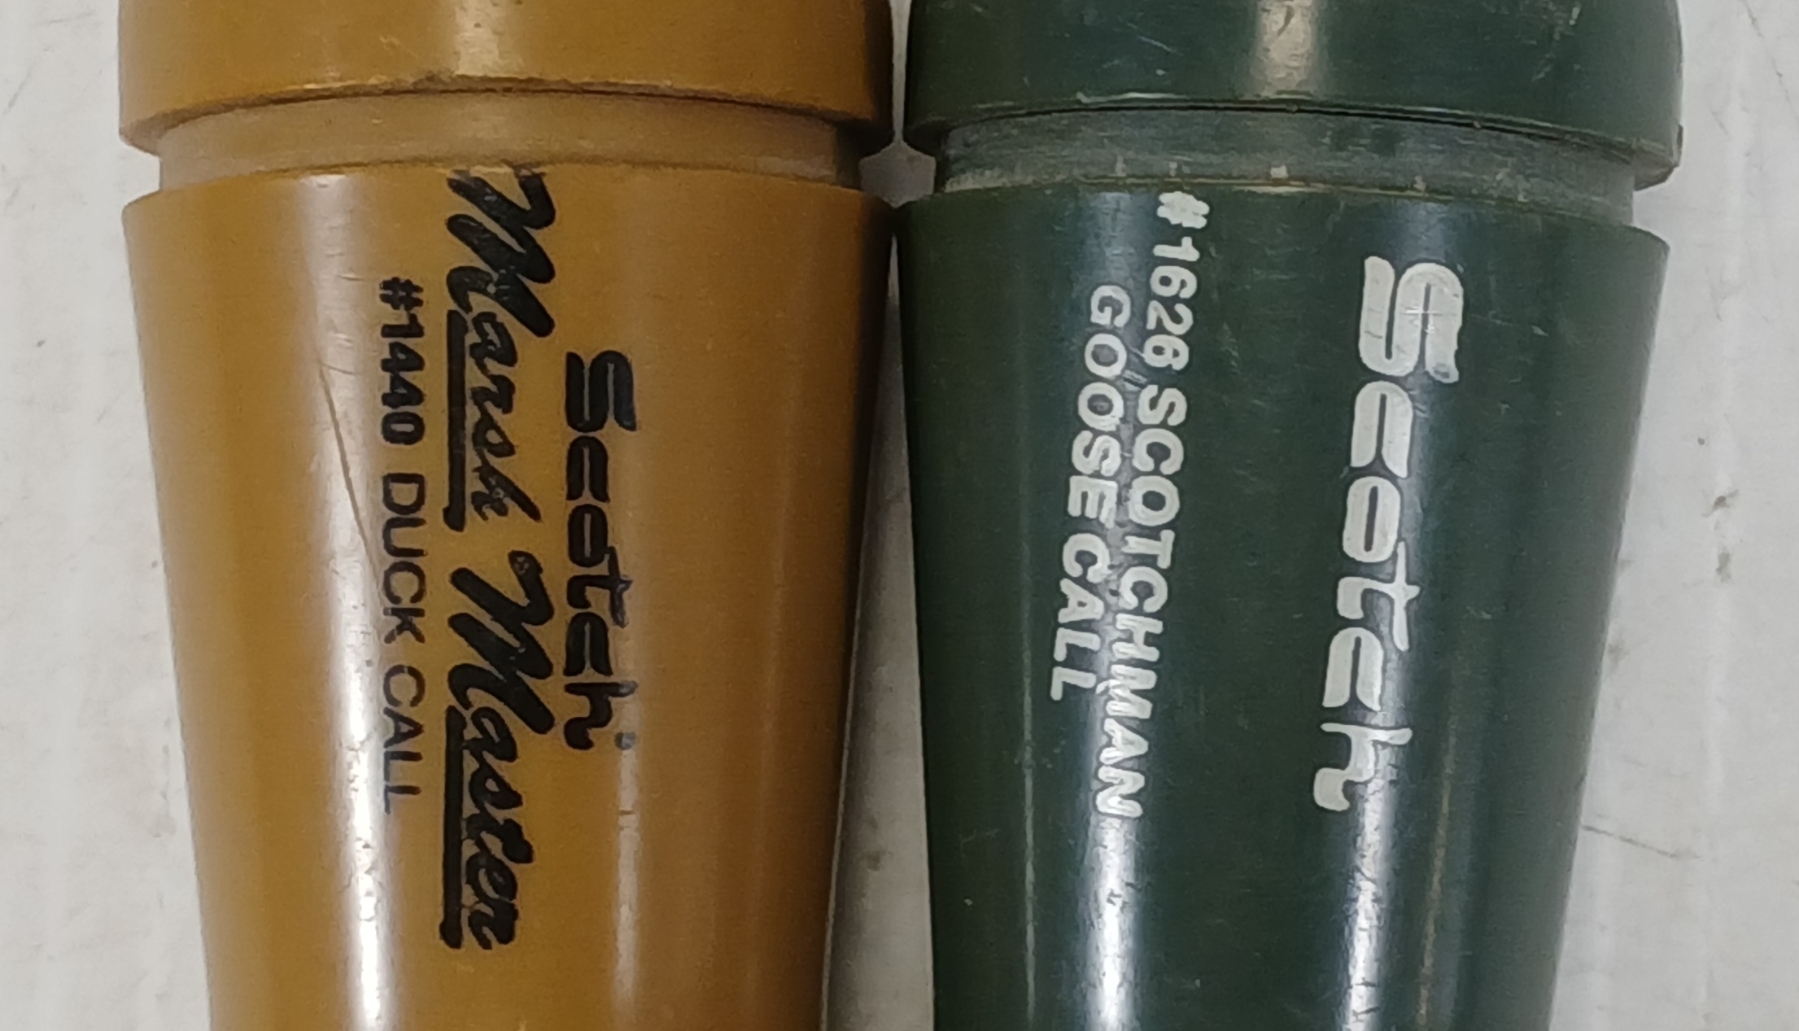 Scotch
Marsh Master
#1440 DUCK CALL
Scotch
#1626 SCOTCHMAN
GOOSE CALL